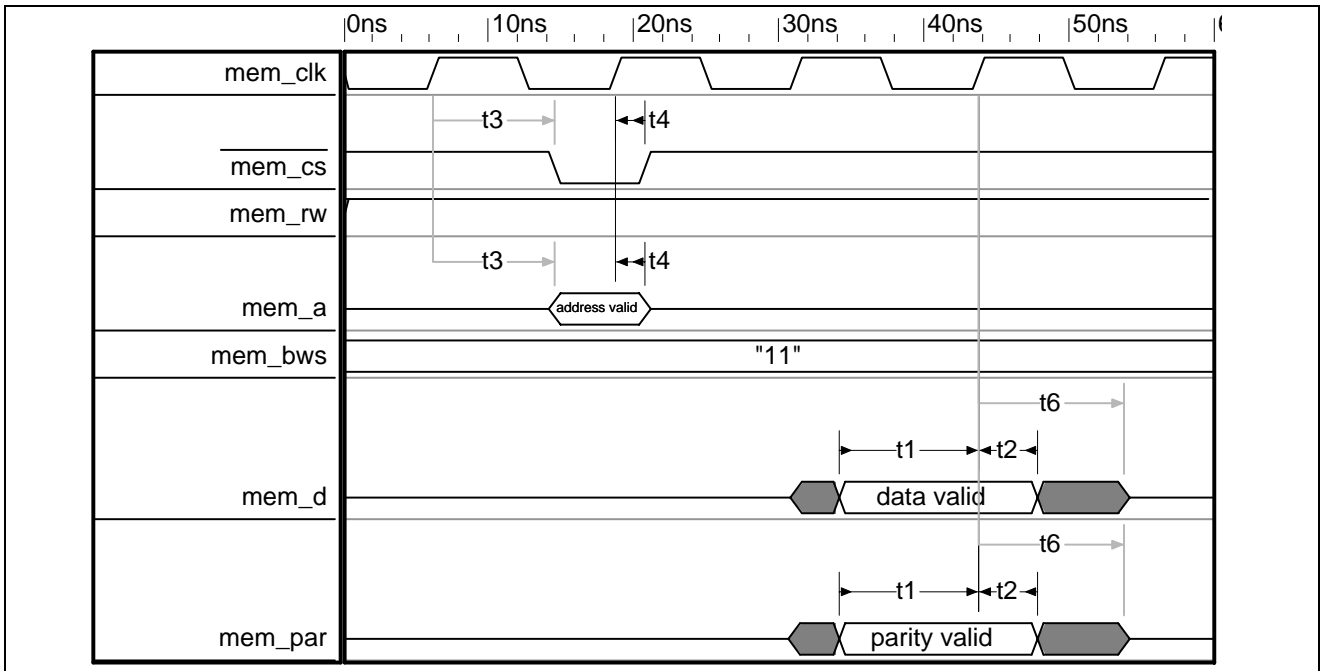 0ns 10ns 20ns 30ns 40ns 50ns
mem_clk
t3 t4
mem_cs
mem_rw
t3 t4
mem_a address valid
mem_bws "11"
t6
t1 t2
mem_d data valid
t6
t1 t2
mem_par parity valid